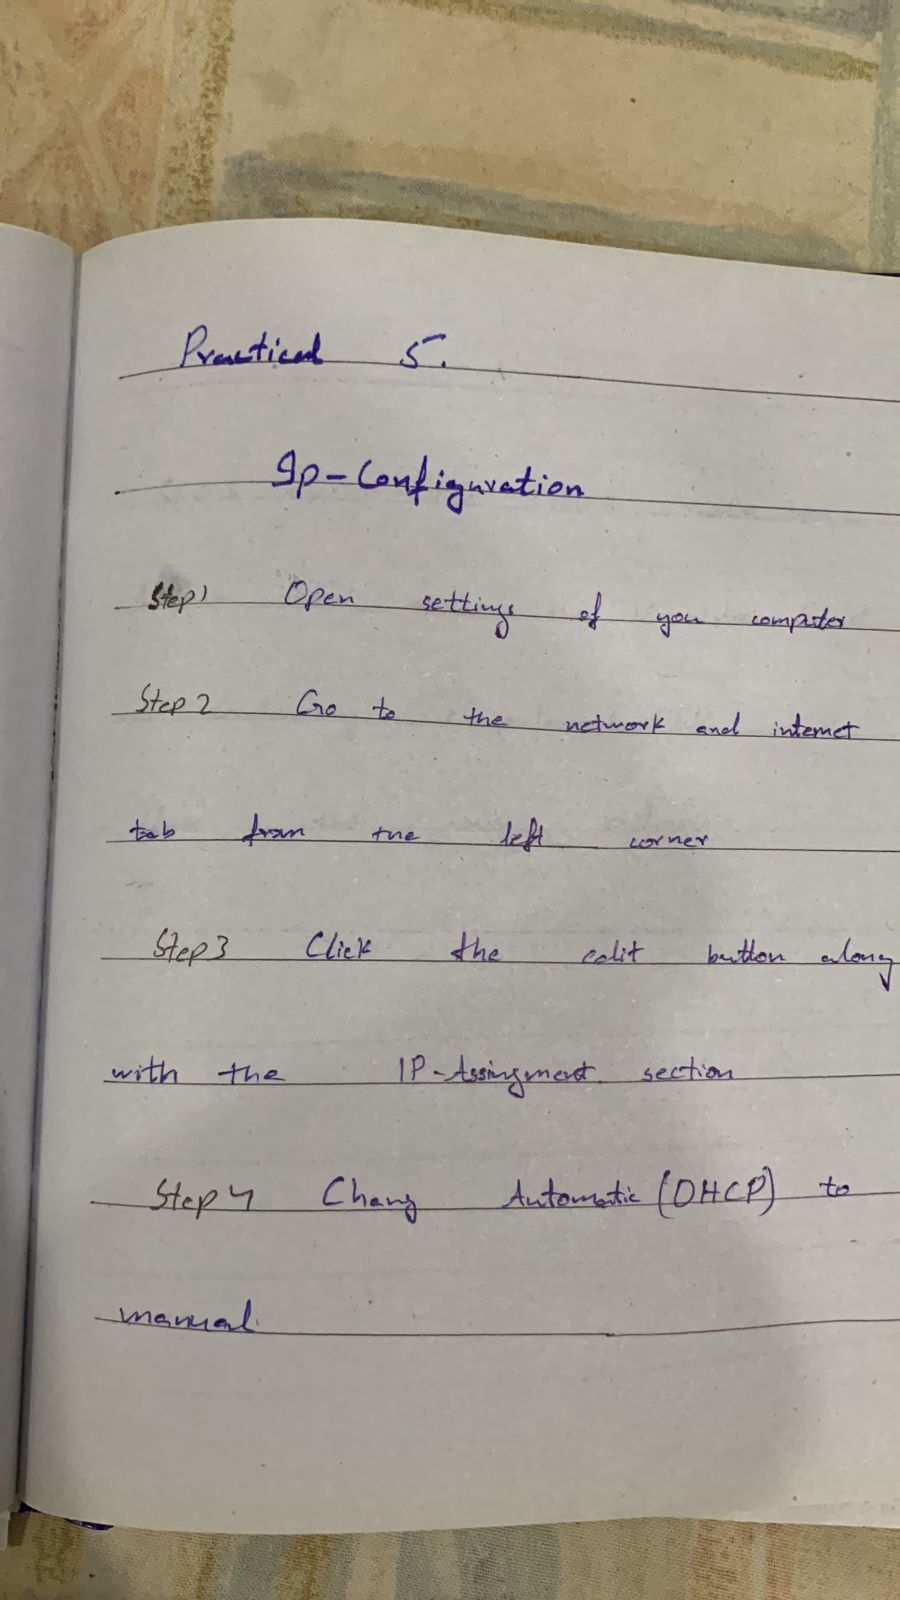 Practical 5.
Ip-Configuration
Step1 Open settings of you computer
Step 2 Go to the network and internet
tab from the left corner
Step3 Click the edit button along
with the IP-Assingment section
Step 4 Chang Automatic (DHCP) to
manual.